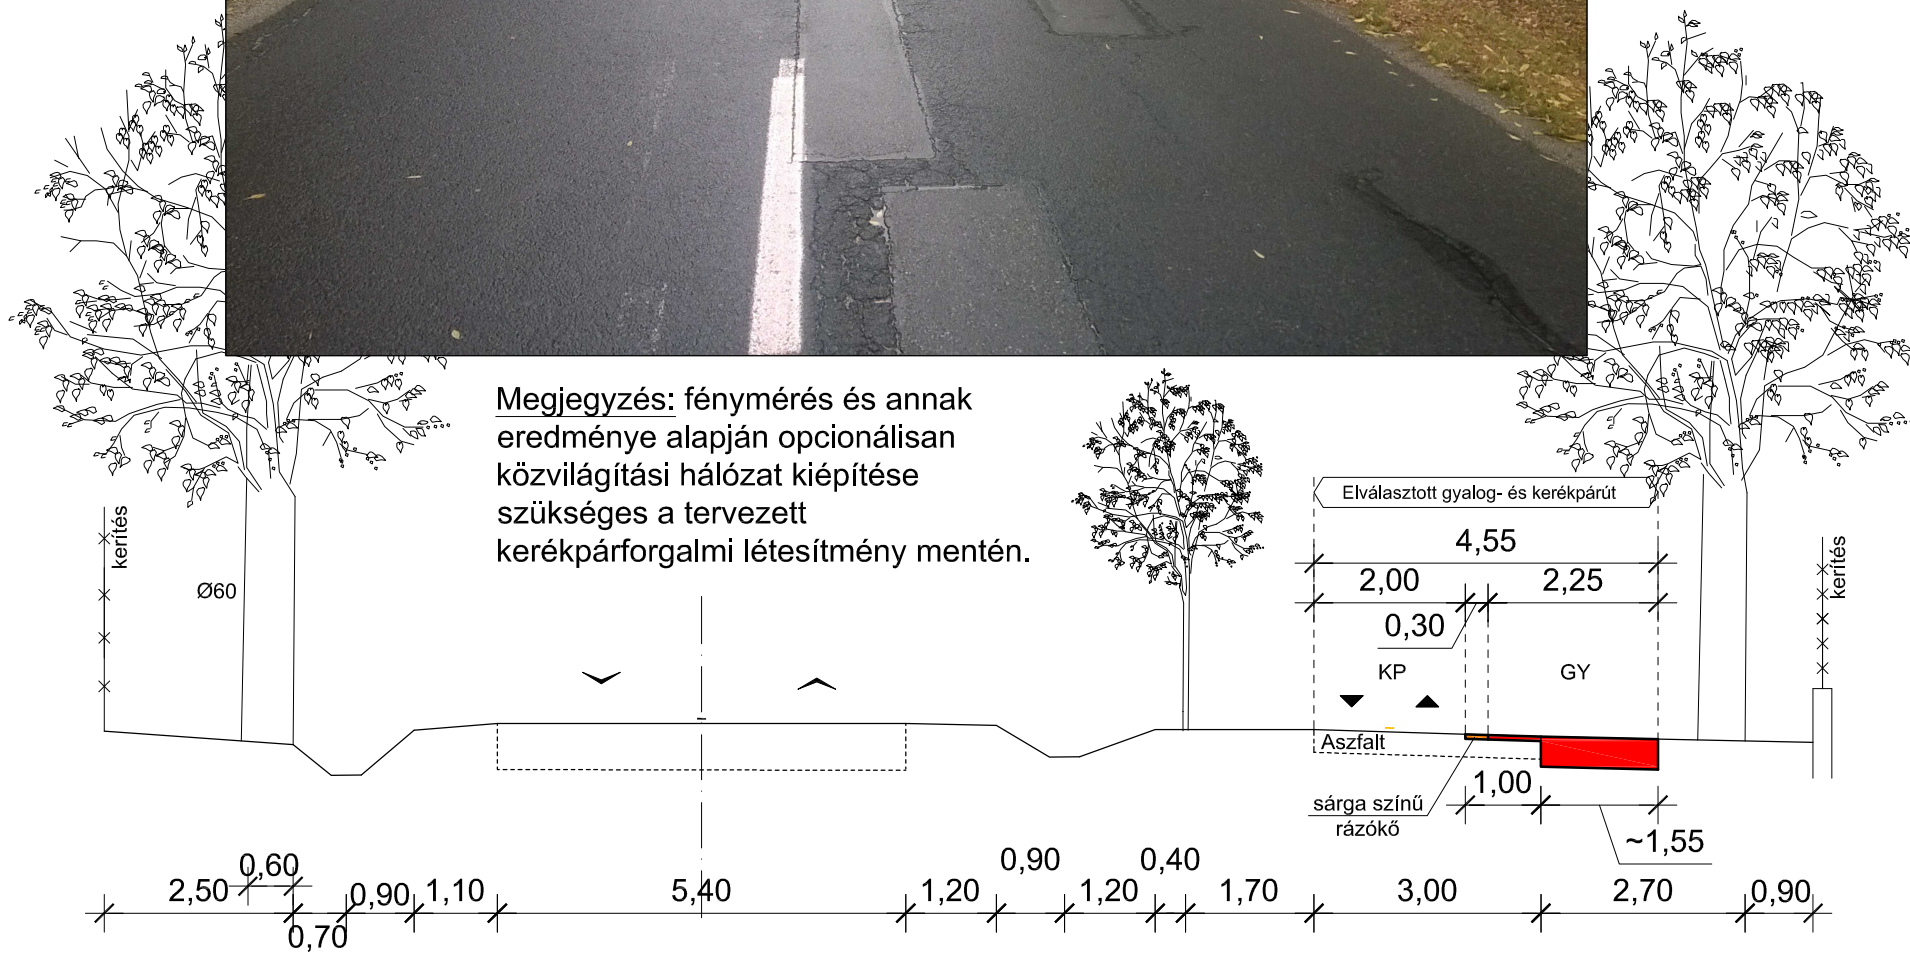 Megjegyzés: fénymérés és annak
eredménye alapján opcionálisan
közvilágítási hálózat kiépítése
szükséges a tervezett
kerékpárforgalmi létesítmény mentén.
kerítés
Ø60
Elválasztott gyalog- és kerékpárút
4,55
2,00
2,25
0,30
kerítés
KP
GY
Aszfalt
1,00
sárga színű
rázókő
~1,55
0,60
0,90
0,40
2,50
0,90
1,10
5,40
1,20
1,20
1,70
3,00
2,70
0,90
0,70